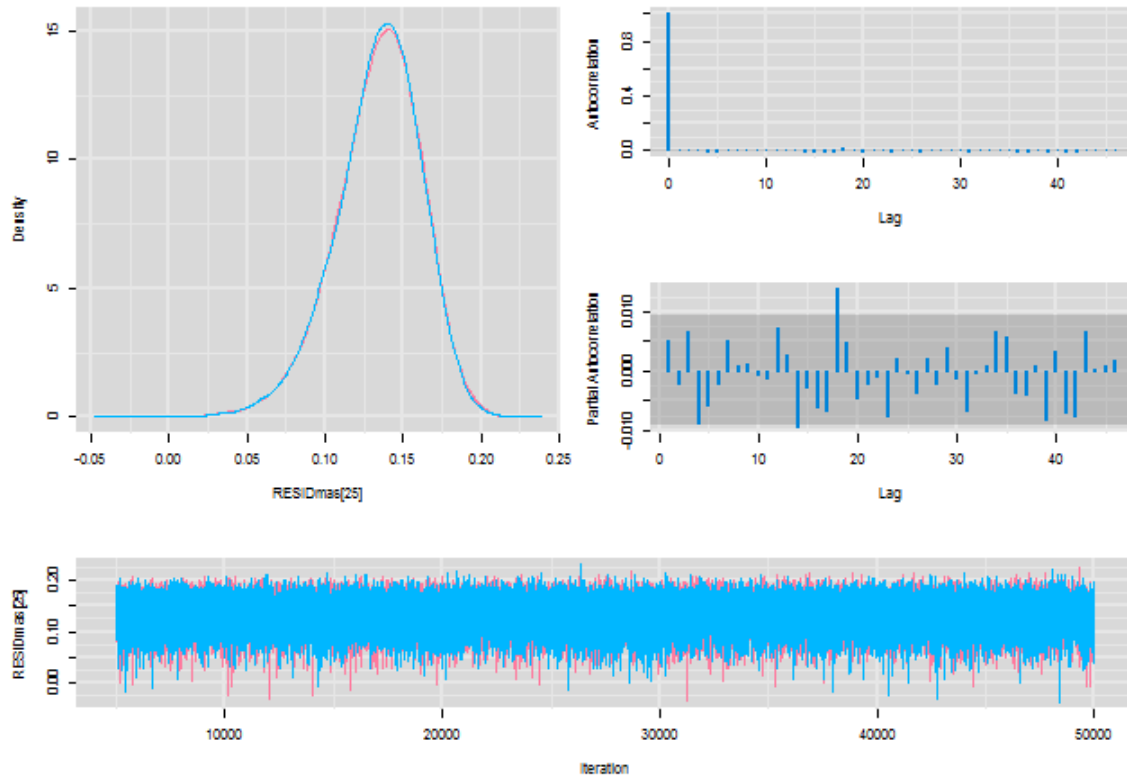 15
10
5
0
Density
-0.05 0.00 0.05 0.10 0.15 0.20 0.25
RESIDmas[25]
0.8
0.4
0.0
Autocorrelation
0 10 20 30 40
Lag
0.010
0.000
-0.010
Partial Autocorrelation
0 10 20 30 40
Lag
0.20
0.10
0.00
RESIDmas[25]
10000 20000 30000 40000 50000
Iteration